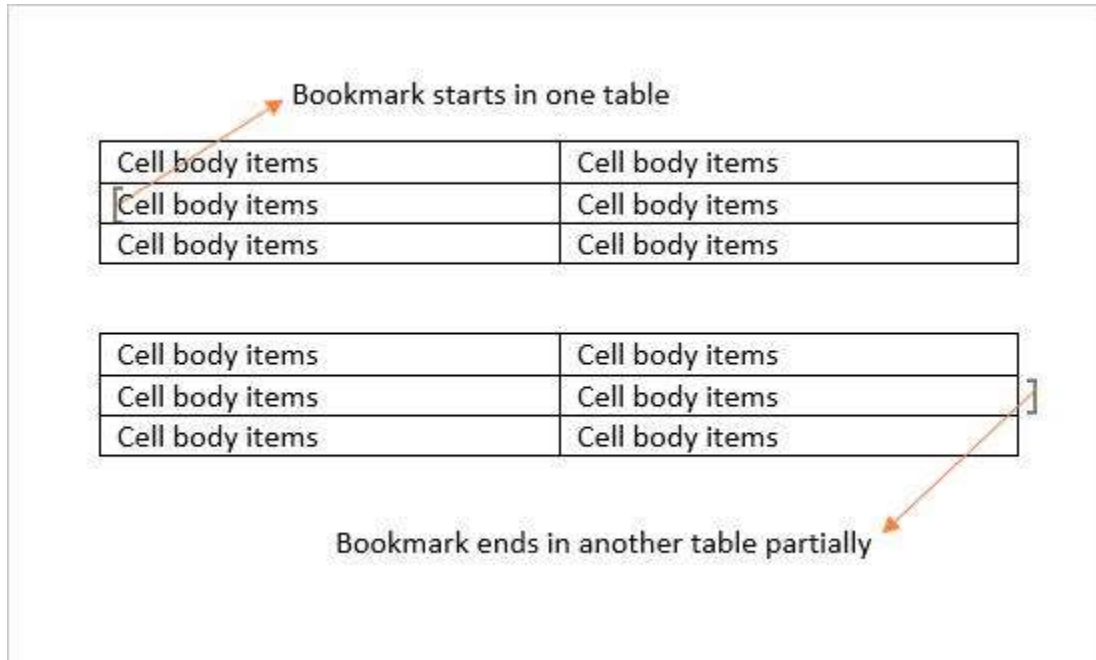 Bookmark starts in one table
Cell body items Cell body items
[Cell body items Cell body items
Cell body items Cell body items
Cell body items Cell body items
Cell body items Cell body items ]
Cell body items Cell body items
Bookmark ends in another table partially